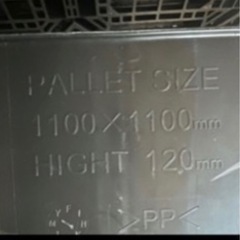 PALLET SIZE
1100×1100mm
HIGHT 120mm
>PP<